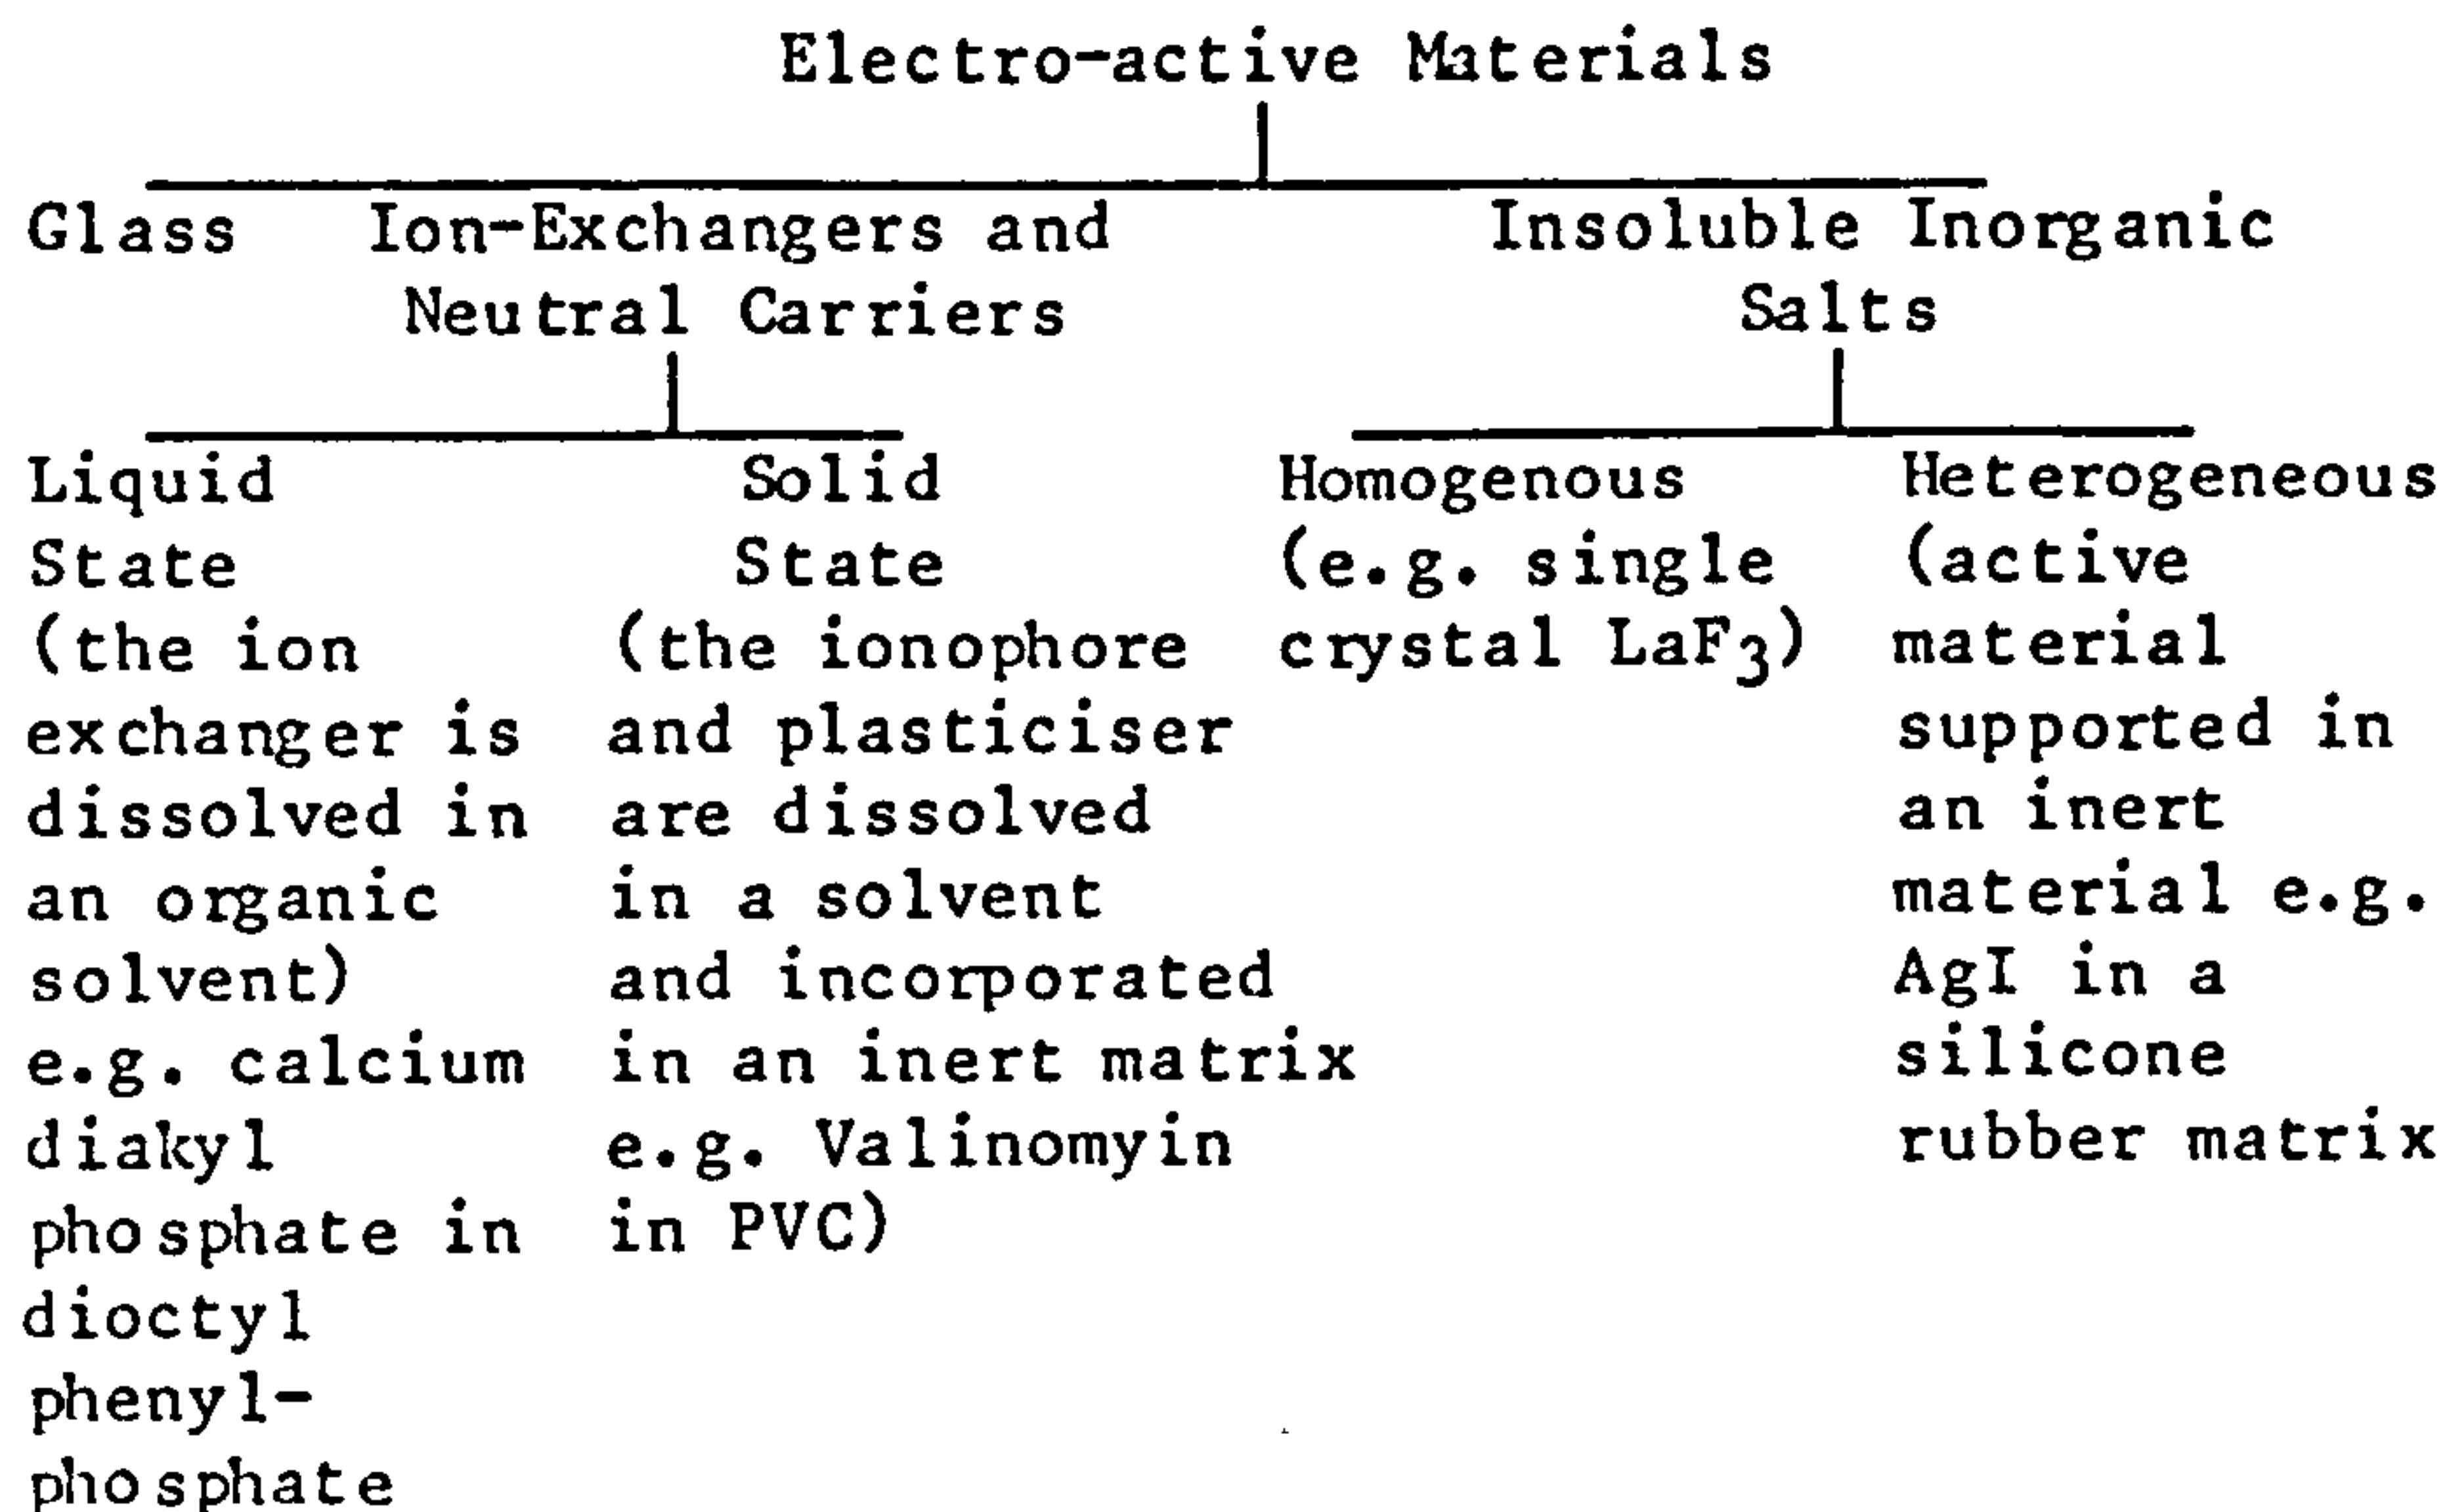 Electro-active Materials
Glass Ion-Exchangers and
Neutral Carriers
Insoluble Inorganic
Salts
Liquid
State
(the ion
exchanger is
dissolved in
an organic
solvent)
e.g. calcium
diakyl
phosphate in
dioctyl
phenyl-
phosphate
Solid
State
(the ionophore
and plasticiser
are dissolved
in a solvent
and incorporated
in an inert matrix
e.g. Valinomyin
in PVC)
Homogenous
(e.g. single
crystal LaF3)
Heterogeneous
(active
material
supported in
an inert
material e.g.
AgI in a
silicone
rubber matrix